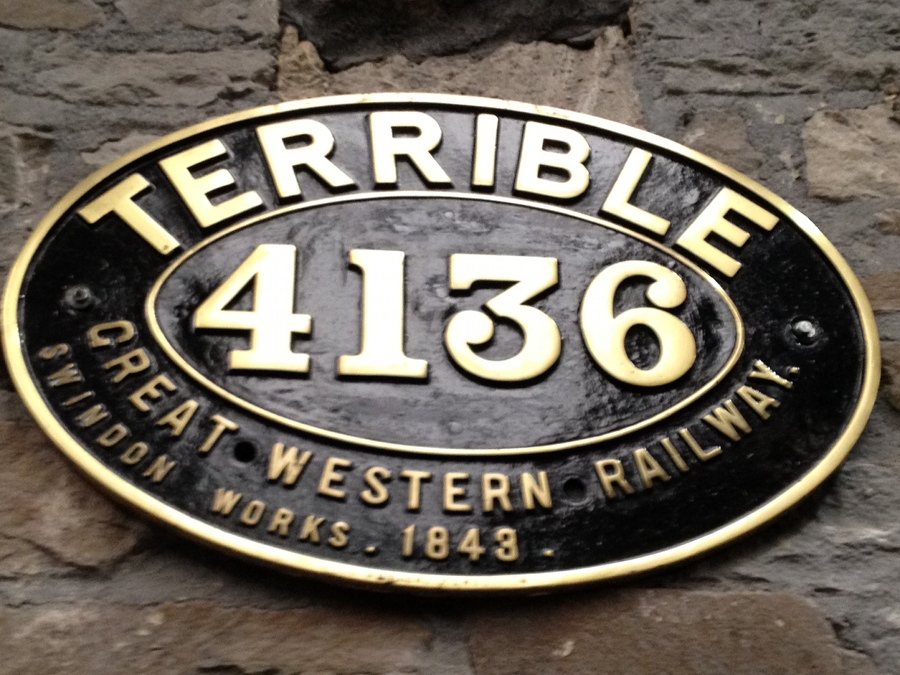 TERRIBLE
4136
GREAT WESTERN RAILWAY.
SWINDON WORKS. 1843.